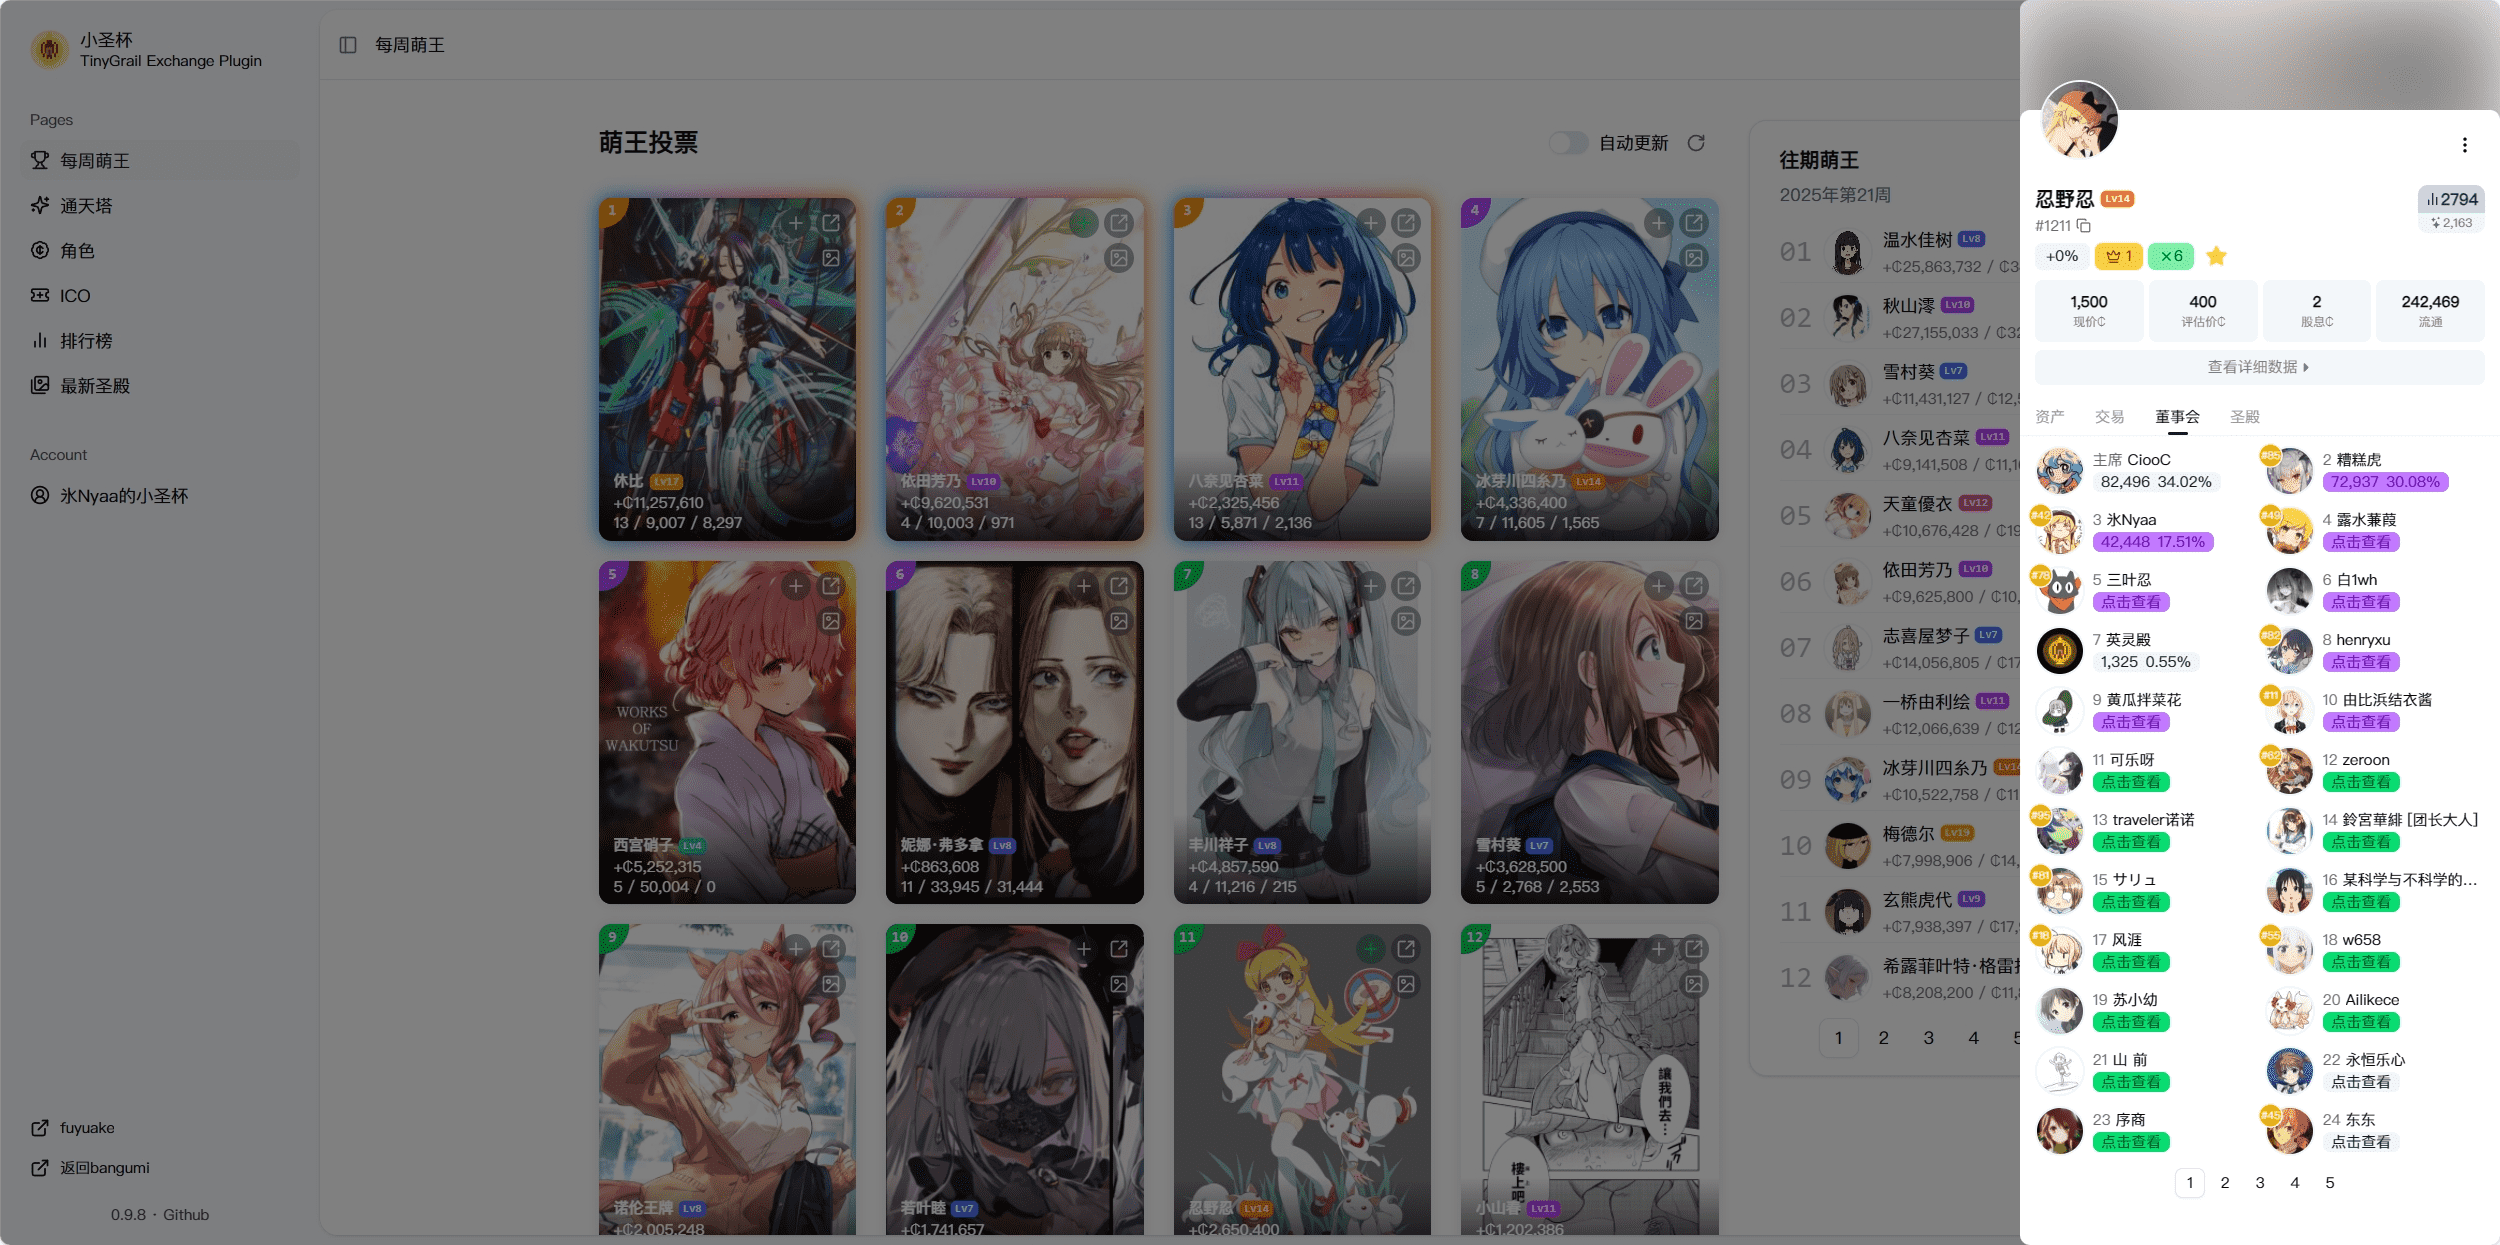 小圣杯
TinyGrail Exchange Plugin
Pages
每周萌王
通天塔
角色
ICO
排行榜
最新圣殿
Account
氷Nyaa的小圣杯
fuyuake
返回bangumi
0.9.8 · Github
每周萌王
萌王投票
自动更新
1
休比 Lv17
+₵11,257,610
13 / 9,007 / 8,297
2
依田芳乃 Lv10
+₵9,620,531
4 / 10,003 / 971
3
八奈见杏菜 Lv11
+₵2,325,456
13 / 5,871 / 2,136
4
冰芽川四糸乃 Lv14
+₵4,336,400
7 / 11,605 / 1,565
5
WORKS
OF
WAKUTSU
西宫硝子 Lv4
+₵5,252,315
5 / 50,004 / 0
6
妮娜·弗多拿 Lv8
+₵863,608
11 / 33,945 / 31,444
7
丰川祥子 Lv8
+₵4,857,590
4 / 11,216 / 215
8
雪村葵 Lv7
+₵3,628,500
5 / 2,768 / 2,553
9
诺伦王牌 Lv8
+₵2,005,248
10
若叶睦 Lv7
+₵1,741,657
11
忍野忍 Lv14
+₵2,650,400
12
讓我們去…
樓上吧
小山春 Lv11
+₵1,202,386
往期萌王
2025年第21周
01 温水佳树 Lv8
+₵25,863,732 / ₵3
02 秋山澪 Lv10
+₵27,155,033 / ₵32
03 雪村葵 Lv7
+₵11,431,127 / ₵12,
04 八奈见杏菜 Lv11
+₵9,141,508 / ₵11,1
05 天童優衣 Lv12
+₵10,676,428 / ₵19
06 依田芳乃 Lv10
+₵9,625,800 / ₵10,
07 志喜屋梦子 Lv7
+₵14,056,805 / ₵17
08 一桥由利绘 Lv11
+₵12,066,639 / ₵12
09 冰芽川四糸乃 Lv14
+₵10,522,758 / ₵11
10 梅德尔 Lv19
+₵7,998,906 / ₵14,
11 玄熊虎代 Lv9
+₵7,938,397 / ₵17,
12 希露菲叶特·格雷拉
+₵8,208,200 / ₵11,8
1 2 3 4 5
忍野忍 Lv14
2794
#1211
2,163
+0% 1 ×6
1,500
现价₵
400
评估价₵
2
股息₵
242,469
流通
查看详细数据
资产 交易 董事会 圣殿
主席 CiooC
82,496 34.02%
#85
2 糟糕虎
72,937 30.08%
#42
3 氷Nyaa
42,448 17.51%
#49
4 露水蒹葭
点击查看
#78
5 三叶忍
点击查看
6 白1wh
点击查看
7 英灵殿
1,325 0.55%
#82
8 henryxu
点击查看
9 黄瓜拌菜花
点击查看
#11
10 由比浜结衣酱
点击查看
11 可乐呀
点击查看
#62
12 zeroon
点击查看
#95
13 traveler诺诺
点击查看
14 鈴宮華緋 [团长大人]
点击查看
#81
15 サリュ
点击查看
16 某科学与不科学的...
点击查看
#18
17 风涯
点击查看
#55
18 w658
点击查看
19 苏小幼
点击查看
20 Ailikece
点击查看
21 山 前
点击查看
22 永恒乐心
点击查看
23 序商
点击查看
#45
24 东东
点击查看
1 2 3 4 5